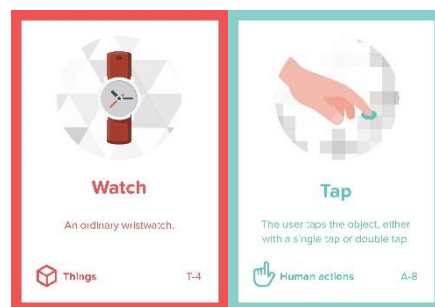 Watch
An ordinary wristwatch.
Things T-4
Tap
The user taps the object, either
with a single tap or double tap.
Human actions A-8